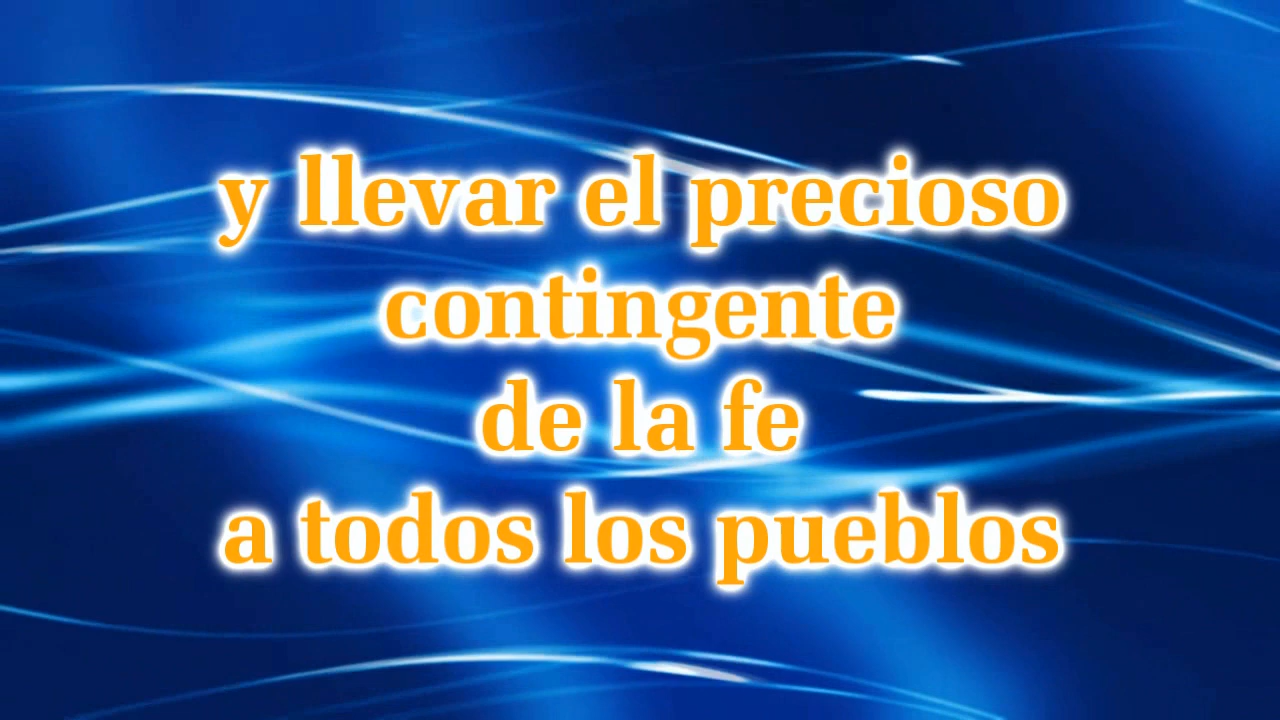 y llevar el precioso
contingente
de la fe
a todos los pueblos